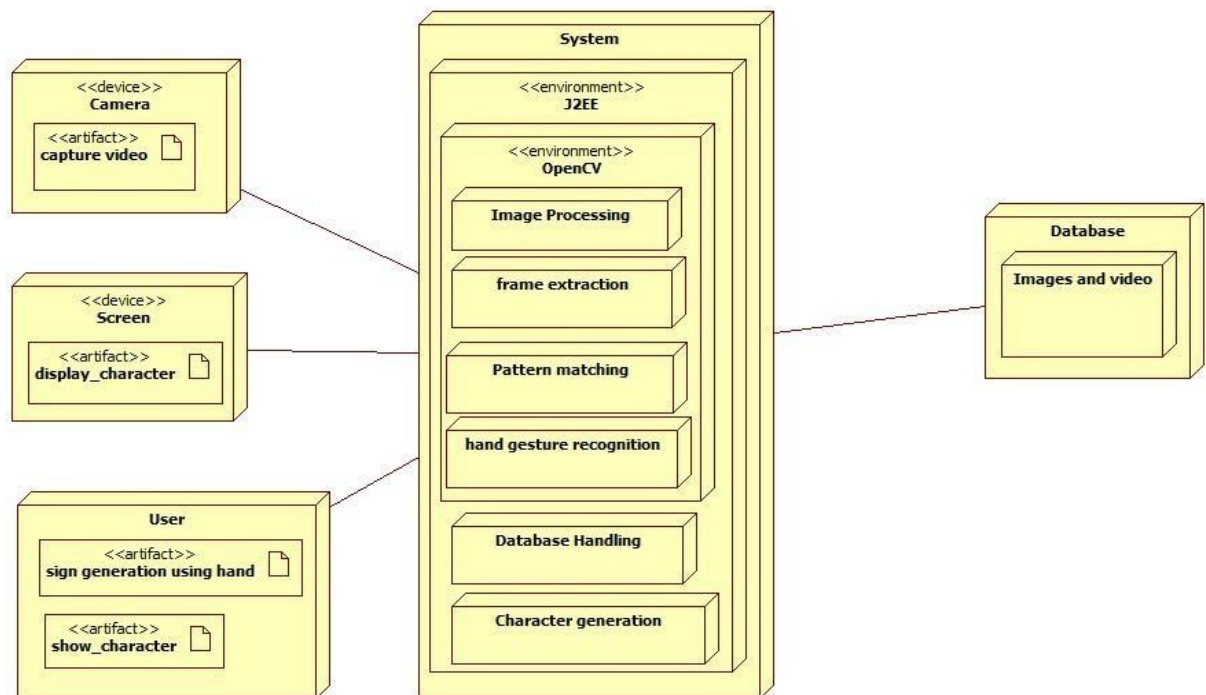 <<device>>
Camera
<<artifact>>
capture video
<<device>>
Screen
<<artifact>>
display_character
User
<<artifact>>
sign generation using hand
<<artifact>>
show_character
System
<<environment>>
J2EE
<<environment>>
OpenCV
Image Processing
frame extraction
Pattern matching
hand gesture recognition
Database Handling
Character generation
Database
Images and video